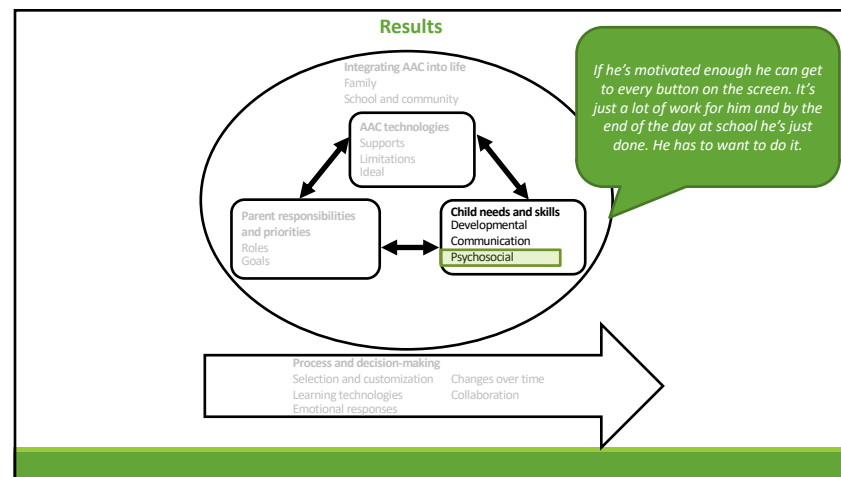 Results
Integrating AAC into life
Family
School and community
AAC technologies
Supports
Limitations
Ideal
Parent responsibilities
and priorities
Roles
Goals
Child needs and skills
Developmental
Communication
Psychosocial
If he’s motivated enough he can get
to every button on the screen. It’s
just a lot of work for him and by the
end of the day at school he’s just
done. He has to want to do it.
Process and decision-making
Selection and customization
Learning technologies
Emotional responses
Changes over time
Collaboration